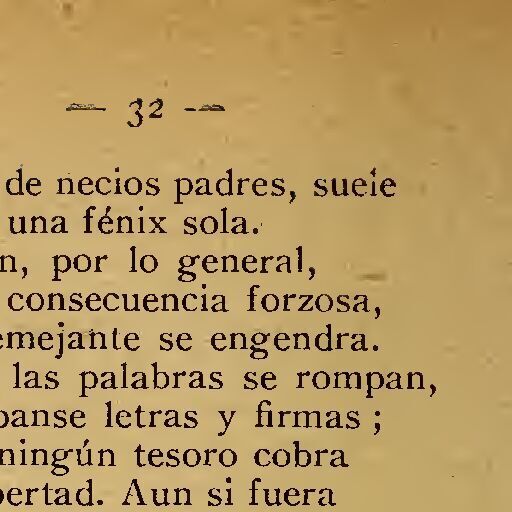 — 32 —
de necios padres, suele
una fénix sola.
n, por lo general,
consecuencia forzosa,
emejante se engendra.
las palabras se rompan,
panse letras y firmas ;
ningún tesoro cobra
bertad. Aun si fuera